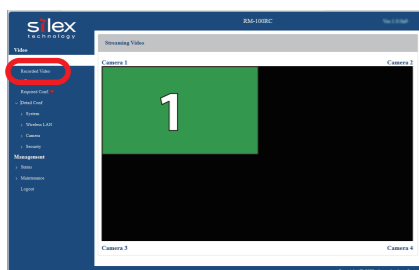 silex
technology
RM-100RC
Video
Streaming Video
Camera 1
Camera 2
Recorded Video
Required Conf
- Detail Conf
› System
› Wireless LAN
› Camera
› Security
Management
› Status
› Maintenance
Logout
1
Camera 3
Camera 4